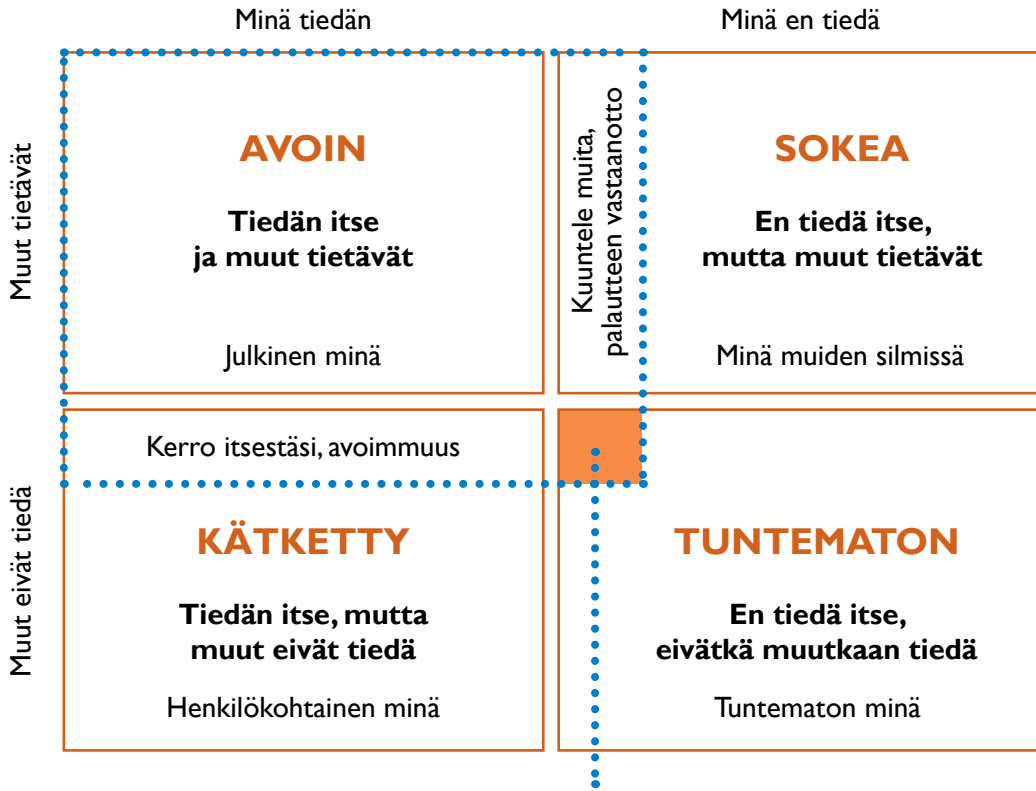 Minä tiedän
Minä en tiedä
Muut tietävät
AVOIN
Tiedän itse
ja muut tietävät
Julkinen minä
Kuuntele muita,
palautteen vastaanotto
SOKEA
En tiedä itse,
mutta muut tietävät
Minä muiden silmissä
Muut eivät tiedä
Kerro itsestäsi, avoimmuus
KÄTKETTY
Tiedän itse, mutta
muut eivät tiedä
Henkilökohtainen minä
TUNTEMATON
En tiedä itse,
eivätkä muutkaan tiedä
Tuntematon minä